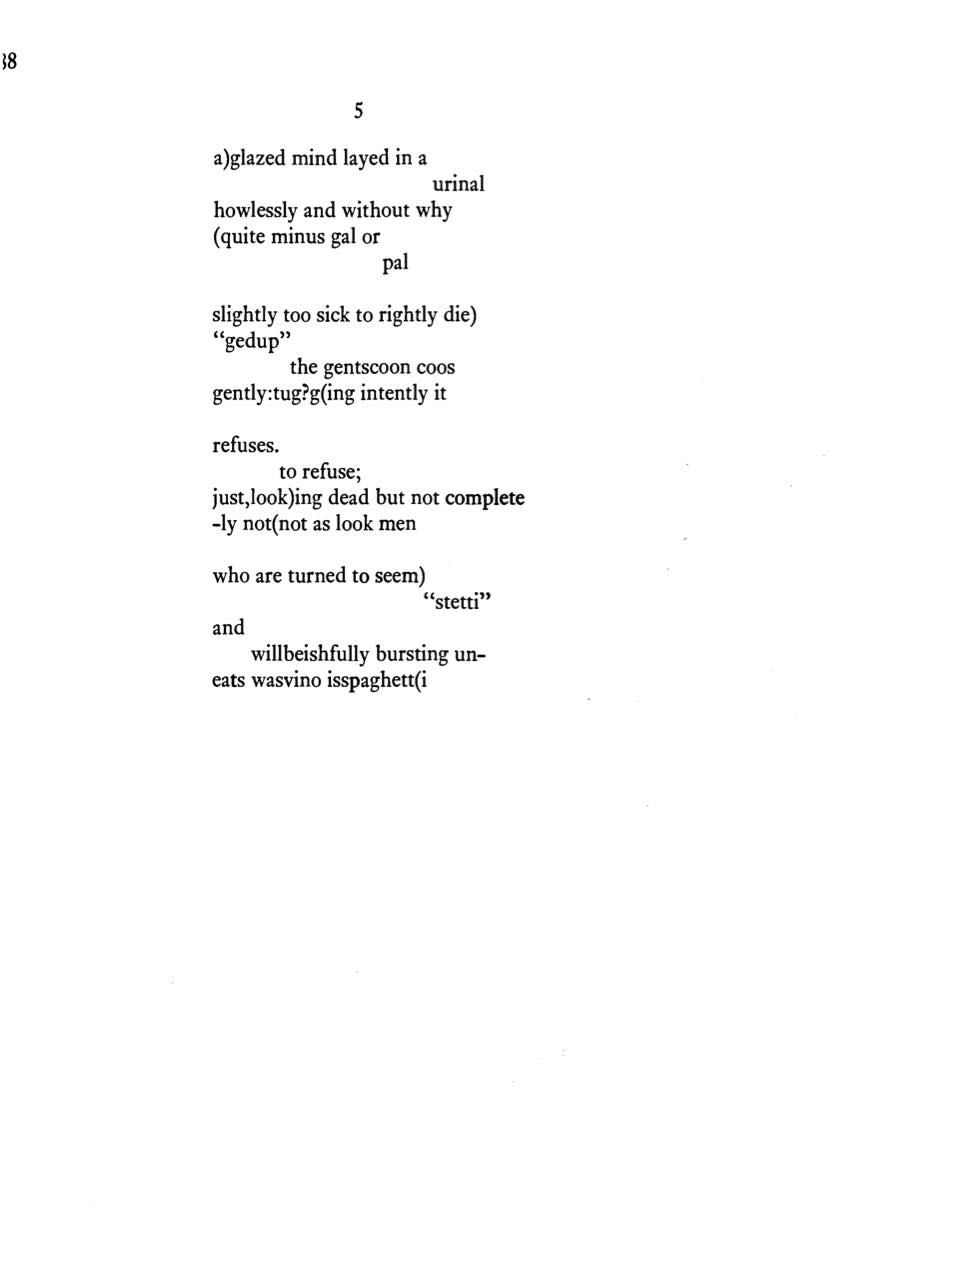 38
5
a)glazed mind layed in a
urinal
howlessly and without why
(quite minus gal or
pal
slightly too sick to rightly die)
“gedup”
the gentscoon coos
gently:tug?g(ing intently it
refuses.
to refuse;
just,look)ing dead but not complete
-ly not(not as look men
who are turned to seem)
“stetti”
and
willbeishfully bursting un-
eats wasvino isspaghett(i